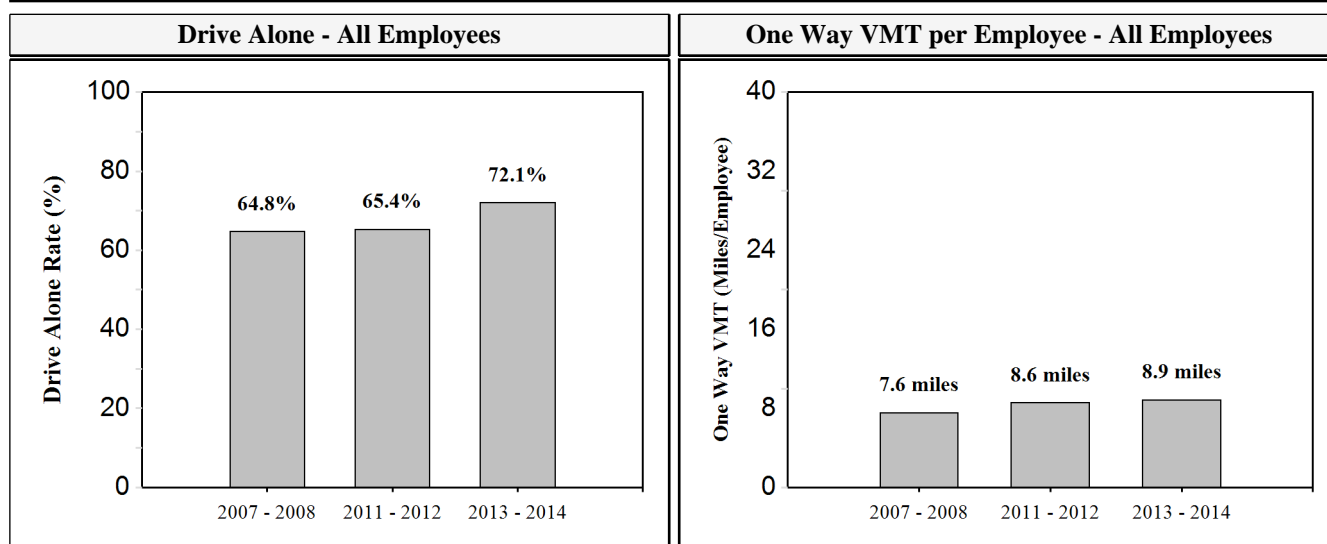 Drive Alone - All Employees
One Way VMT per Employee - All Employees
Drive Alone Rate (%)
100
80
60
40
20
0
64.8%
65.4%
72.1%
2007 - 2008
2011 - 2012
2013 - 2014
One Way VMT (Miles/Employee)
40
32
24
16
8
0
7.6 miles
8.6 miles
8.9 miles
2007 - 2008
2011 - 2012
2013 - 2014